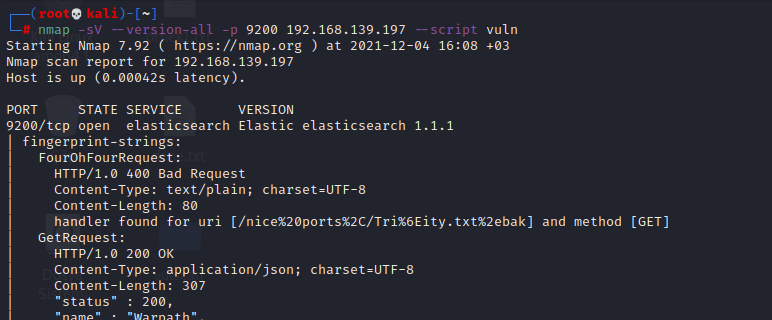 (root💀kali)-[~]
# nmap -sV --version-all -p 9200 192.168.139.197 --script vuln
Starting Nmap 7.92 ( https://nmap.org ) at 2021-12-04 16:08 +03
Nmap scan report for 192.168.139.197
Host is up (0.00042s latency).
PORT     STATE SERVICE       VERSION
9200/tcp open  elasticsearch Elastic elasticsearch 1.1.1
| fingerprint-strings:
|   FourOhFourRequest:
|     HTTP/1.0 400 Bad Request
|     Content-Type: text/plain; charset=UTF-8
|     Content-Length: 80
|     handler found for uri [/nice%20ports%2C/Tri%6Eity.txt%2ebak] and method [GET]
|   GetRequest:
|     HTTP/1.0 200 OK
|     Content-Type: application/json; charset=UTF-8
|     Content-Length: 307
|     "status" : 200,
|     "name" : "Warpath",